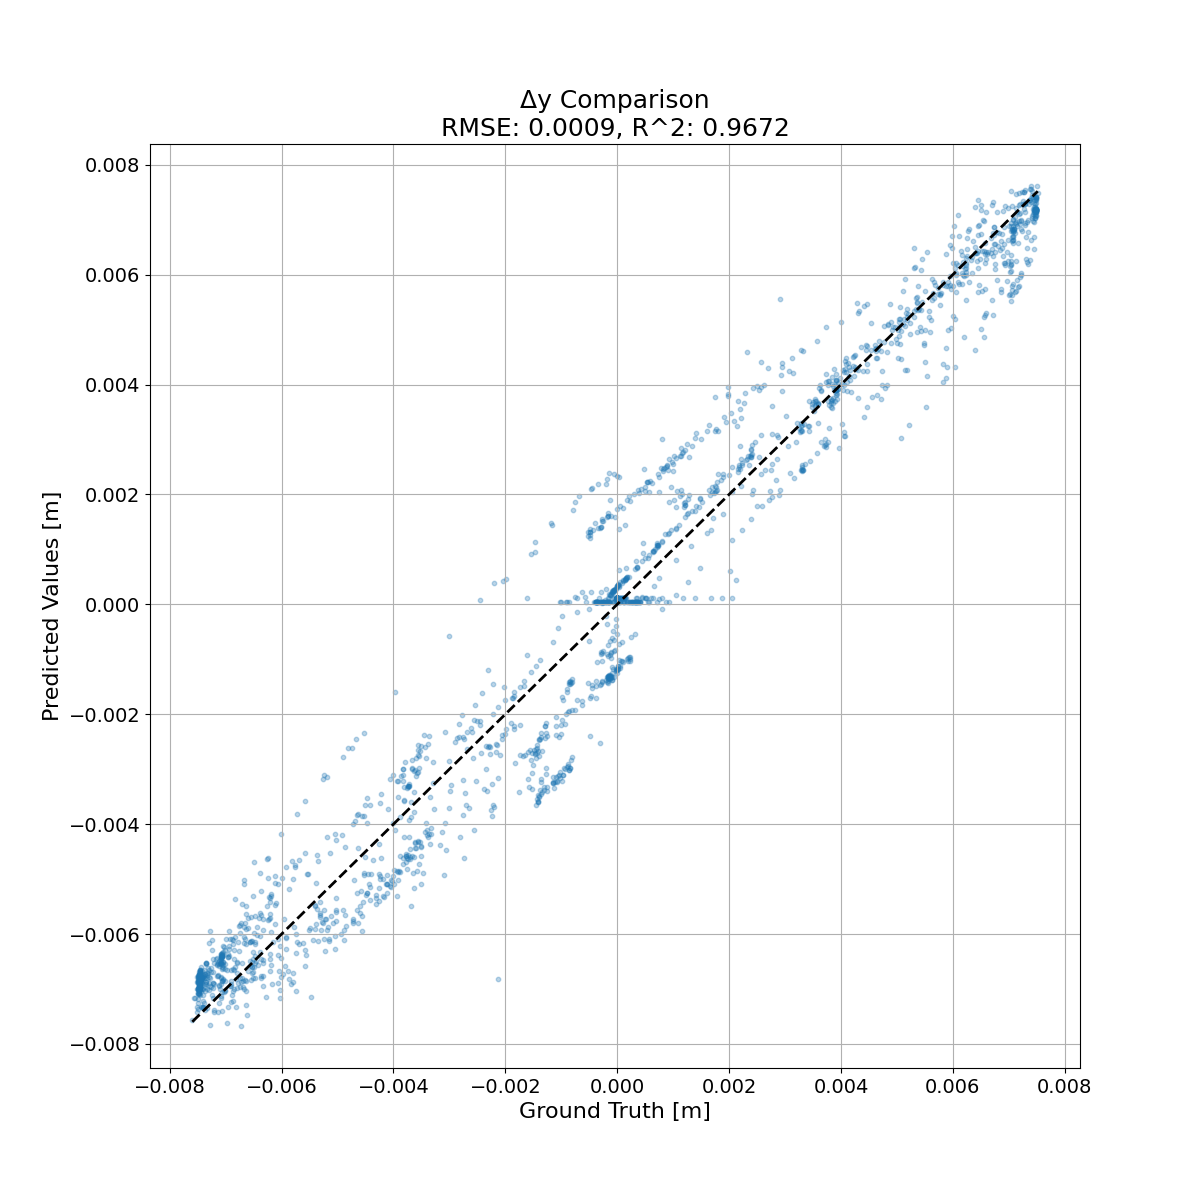 Δy Comparison
RMSE: 0.0009, R^2: 0.9672
0.008
0.006
0.004
0.002
0.000
−0.002
−0.004
−0.006
−0.008
Predicted Values [m]
−0.008 −0.006 −0.004 −0.002 0.000 0.002 0.004 0.006 0.008
Ground Truth [m]